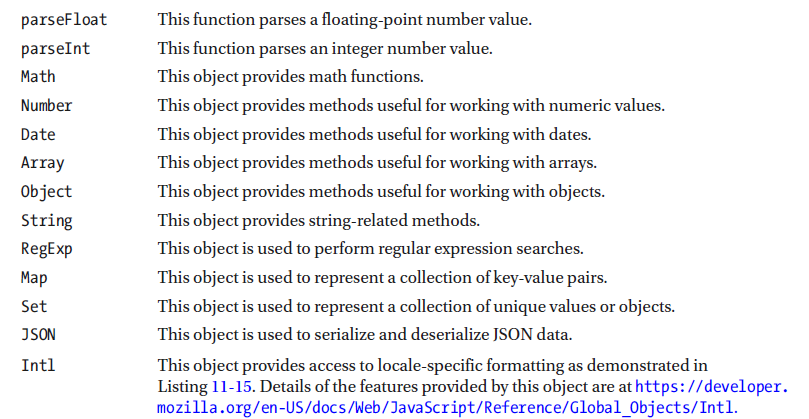 parseFloat This function parses a floating-point number value.
parseInt This function parses an integer number value.
Math This object provides math functions.
Number This object provides methods useful for working with numeric values.
Date This object provides methods useful for working with dates.
Array This object provides methods useful for working with arrays.
Object This object provides methods useful for working with objects.
String This object provides string-related methods.
RegExp This object is used to perform regular expression searches.
Map This object is used to represent a collection of key-value pairs.
Set This object is used to represent a collection of unique values or objects.
JSON This object is used to serialize and deserialize JSON data.
Intl This object provides access to locale-specific formatting as demonstrated in
Listing 11-15. Details of the features provided by this object are at https://developer.
mozilla.org/en-US/docs/Web/JavaScript/Reference/Global_Objects/Intl.